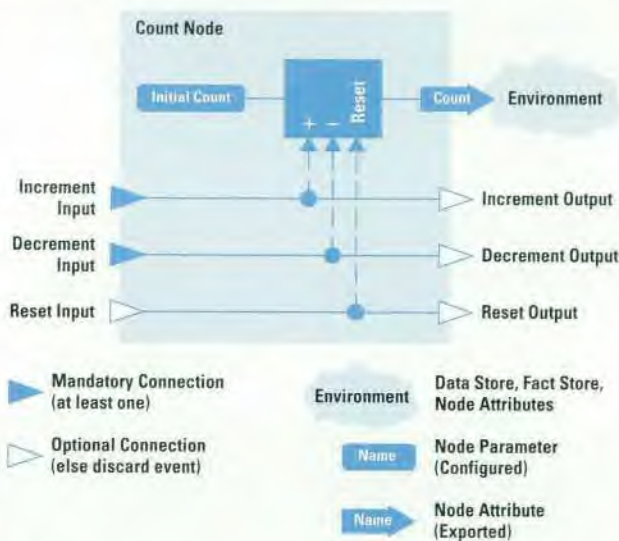 Count Node
Initial Count
+
−
Reset
Count
Environment
Increment
Input
Increment Output
Decrement
Input
Decrement Output
Reset Input
Reset Output
Mandatory Connection
(at least one)
Optional Connection
(else discard event)
Environment
Data Store, Fact Store,
Node Attributes
Name
Node Parameter
(Configured)
Name
Node Attribute
(Exported)